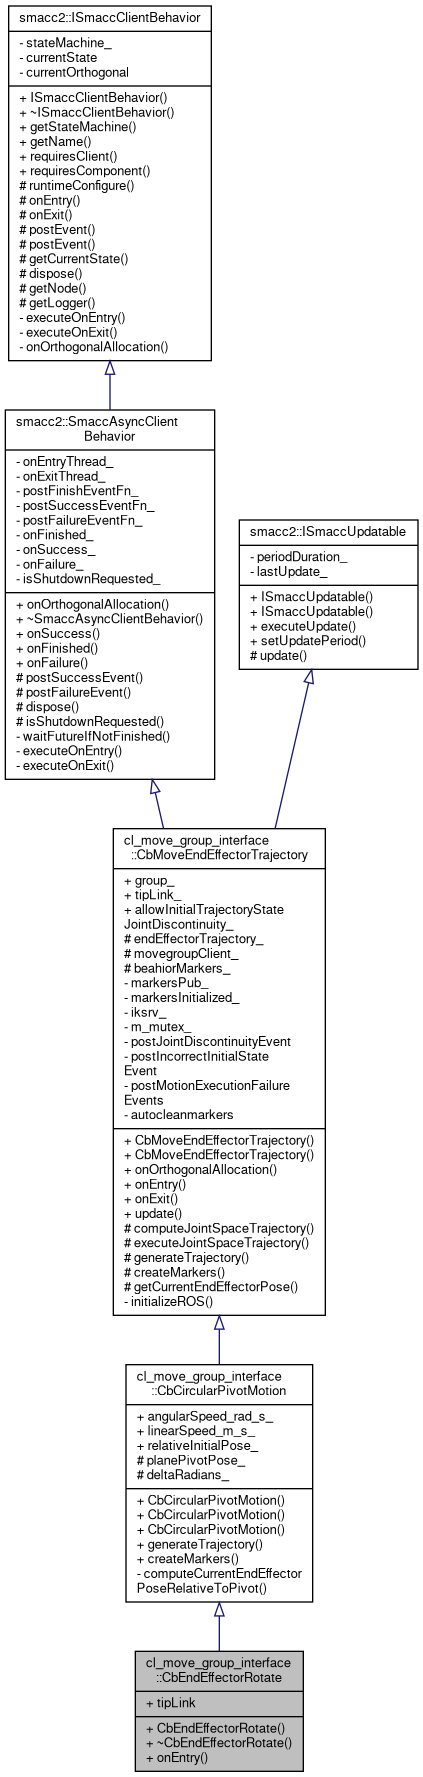 smacc2::ISmaccClientBehavior
- stateMachine_
- currentState
- currentOrthogonal
+ ISmaccClientBehavior()
+ ~ISmaccClientBehavior()
+ getStateMachine()
+ getName()
+ requiresClient()
+ requiresComponent()
# runtimeConfigure()
# onEntry()
# onExit()
# postEvent()
# postEvent()
# getCurrentState()
# dispose()
# getNode()
# getLogger()
- executeOnEntry()
- executeOnExit()
- onOrthogonalAllocation()
smacc2::SmaccAsyncClient
Behavior
- onEntryThread_
- onExitThread_
- postFinishEventFn_
- postSuccessEventFn_
- postFailureEventFn_
- onFinished_
- onSuccess_
- onFailure_
- isShutdownRequested_
+ onOrthogonalAllocation()
+ ~SmaccAsyncClientBehavior()
+ onSuccess()
+ onFinished()
+ onFailure()
# postSuccessEvent()
# postFailureEvent()
# dispose()
# isShutdownRequested()
- waitFutureIfNotFinished()
- executeOnEntry()
- executeOnExit()
smacc2::ISmaccUpdatable
- periodDuration_
- lastUpdate_
+ ISmaccUpdatable()
+ ISmaccUpdatable()
+ executeUpdate()
+ setUpdatePeriod()
# update()
cl_move_group_interface
::CbMoveEndEffectorTrajectory
+ group_
+ tipLink_
+ allowInitialTrajectoryState
JointDiscontinuity_
# endEffectorTrajectory_
# movegroupClient_
# beahiorMarkers_
- markersPub_
- markersInitialized_
- iksrv_
- m_mutex_
- postJointDiscontinuityEvent
- postIncorrectInitialState
Event
- postMotionExecutionFailure
Events
- autocleanmarkers
+ CbMoveEndEffectorTrajectory()
+ CbMoveEndEffectorTrajectory()
+ onOrthogonalAllocation()
+ onEntry()
+ onExit()
+ update()
# computeJointSpaceTrajectory()
# executeJointSpaceTrajectory()
# generateTrajectory()
# createMarkers()
# getCurrentEndEffectorPose()
- initializeROS()
cl_move_group_interface
::CbCircularPivotMotion
+ angularSpeed_rad_s_
+ linearSpeed_m_s_
+ relativeInitialPose_
# planePivotPose_
# deltaRadians_
+ CbCircularPivotMotion()
+ CbCircularPivotMotion()
+ CbCircularPivotMotion()
+ generateTrajectory()
+ createMarkers()
- computeCurrentEndEffector
PoseRelativeToPivot()
cl_move_group_interface
::CbEndEffectorRotate
+ tipLink
+ CbEndEffectorRotate()
+ ~CbEndEffectorRotate()
+ onEntry()